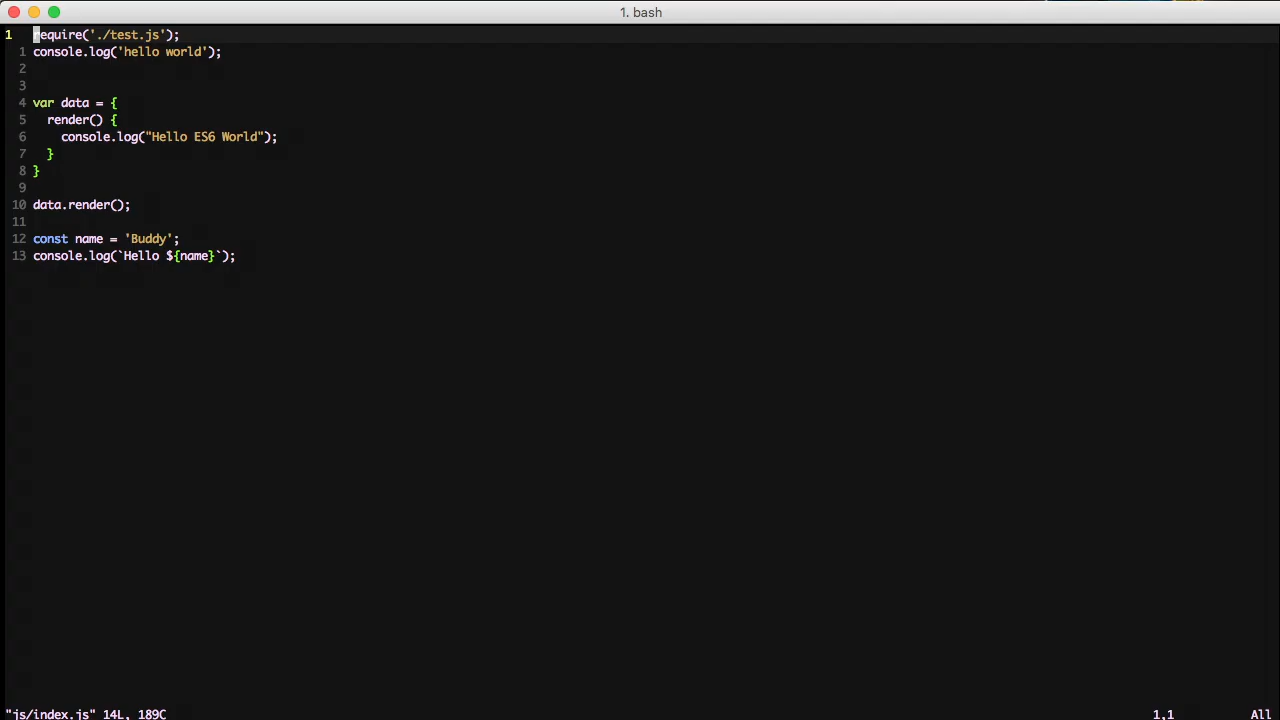 1. bash
1 require('./test.js');
1 console.log('hello world');
2
3
4 var data = {
5   render() {
6     console.log("Hello ES6 World");
7   }
8 }
9
10 data.render();
11
12 const name = 'Buddy';
13 console.log(`Hello ${name}`);
"js/index.js" 14L, 189C 1,1 All